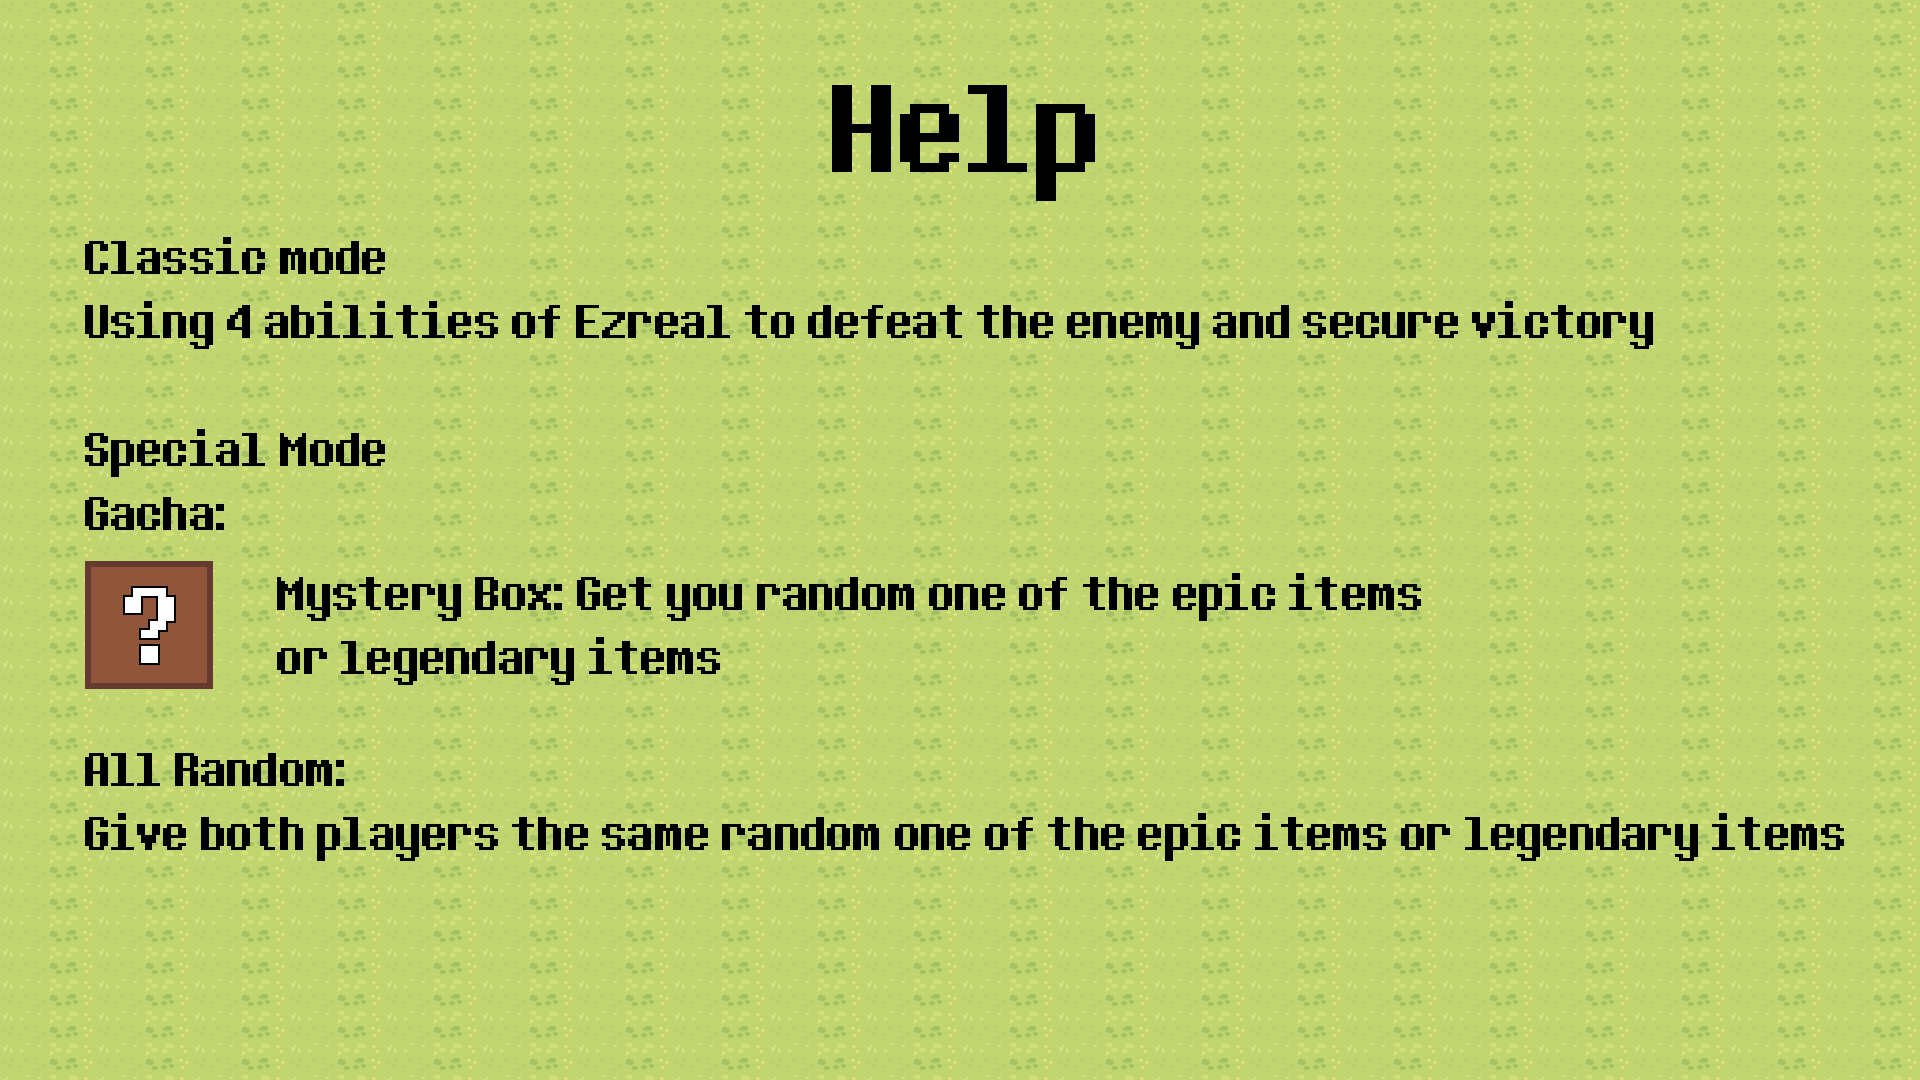 Help
Classic mode
Using 4 abilities of Ezreal to defeat the enemy and secure victory
Special Mode
Gacha:
?
Mystery Box: Get you random one of the epic items
or legendary items
All Random:
Give both players the same random one of the epic items or legendary items